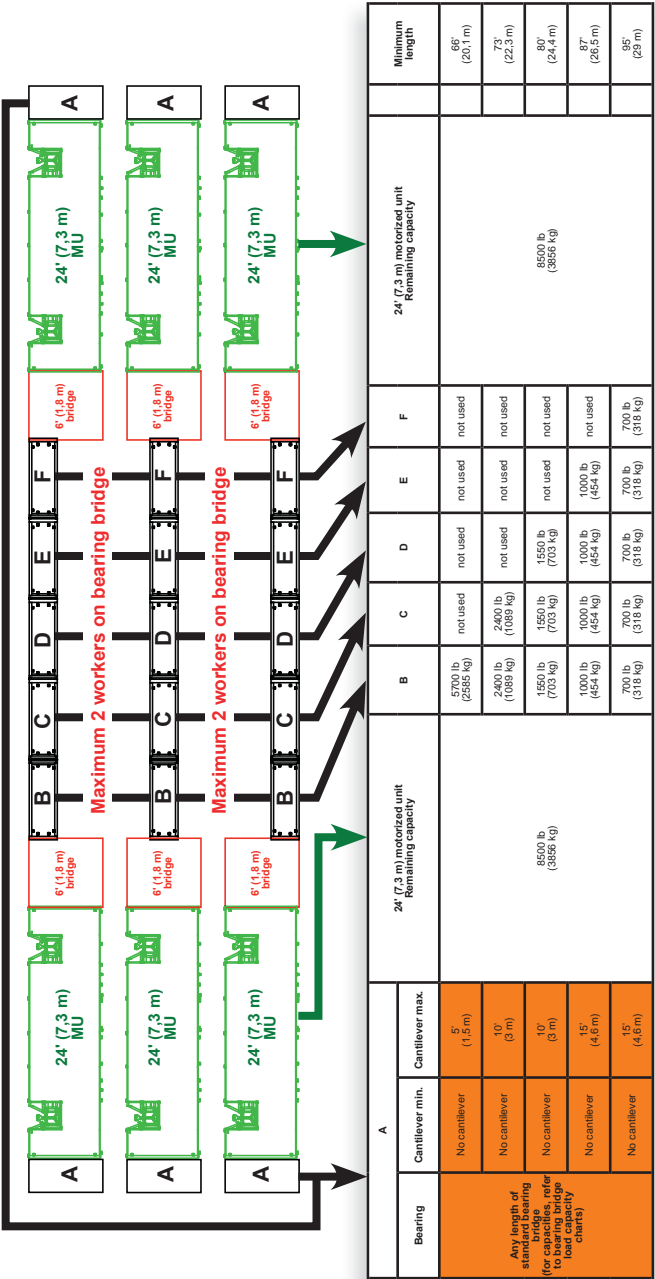 A
24' (7,3 m)
MU
6' (1,8 m)
bridge
B
C
D
E
F
6' (1,8 m)
bridge
24' (7,3 m)
MU
A
Maximum 2 workers on bearing bridge
A
24' (7,3 m)
MU
6' (1,8 m)
bridge
B
C
D
E
F
6' (1,8 m)
bridge
24' (7,3 m)
MU
A
Maximum 2 workers on bearing bridge
A
24' (7,3 m)
MU
6' (1,8 m)
bridge
B
C
D
E
F
6' (1,8 m)
bridge
24' (7,3 m)
MU
A
A
Bearing
Cantilever min.
Cantilever max.
24' (7,3 m) motorized unit
Remaining capacity
B
C
D
E
F
24' (7,3 m) motorized unit
Remaining capacity
Minimum
length
Any length of
standard bearing
bridge
(for capacities, refer
to bearing bridge
load capacity
charts)
No cantilever
5'
(1,5 m)
8500 lb
(3856 kg)
5700 lb
(2585 kg)
not used
not used
not used
not used
8500 lb
(3856 kg)
66'
(20,1 m)
No cantilever
10'
(3 m)
2400 lb
(1089 kg)
2400 lb
(1089 kg)
not used
not used
not used
73'
(22,3 m)
No cantilever
10'
(3 m)
1550 lb
(703 kg)
1550 lb
(703 kg)
1550 lb
(703 kg)
not used
not used
80'
(24,4 m)
No cantilever
15'
(4,6 m)
1000 lb
(454 kg)
1000 lb
(454 kg)
1000 lb
(454 kg)
1000 lb
(454 kg)
not used
87'
(26,5 m)
No cantilever
15'
(4,6 m)
700 lb
(318 kg)
700 lb
(318 kg)
700 lb
(318 kg)
700 lb
(318 kg)
700 lb
(318 kg)
95'
(29 m)